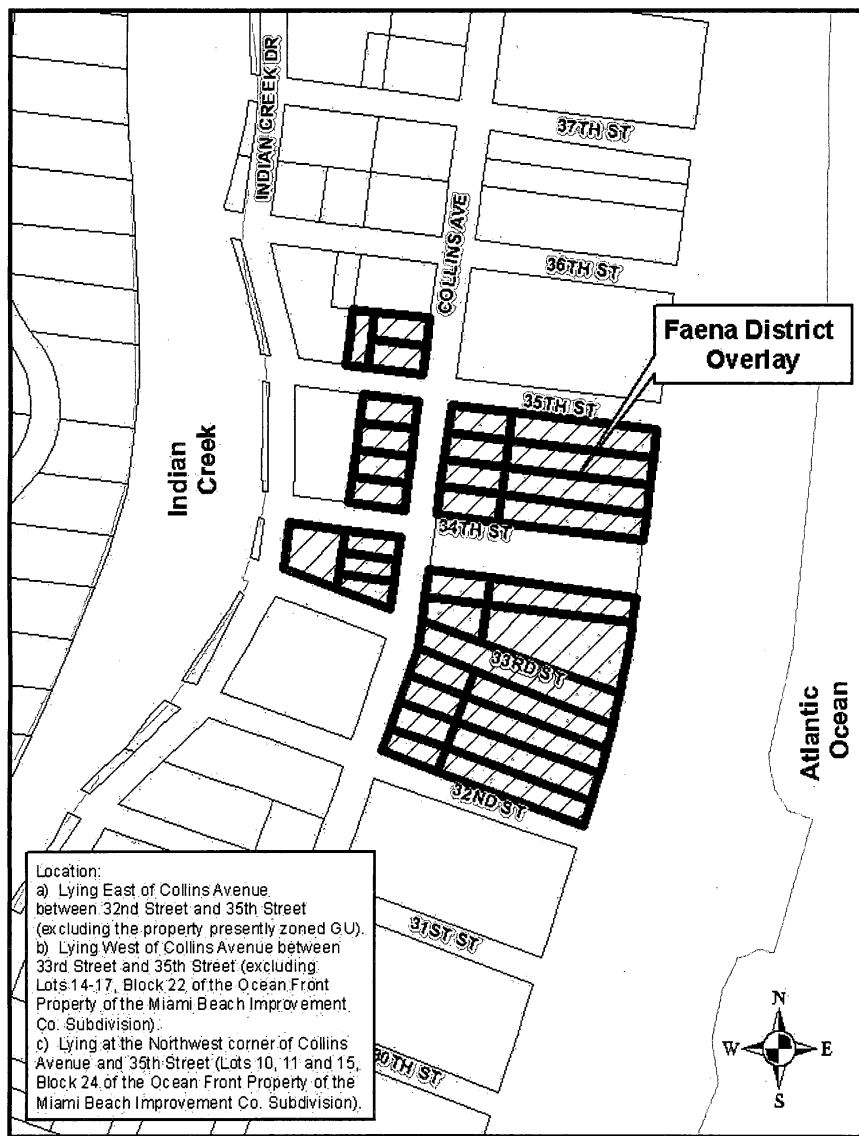 INDIAN CREEK DR
37TH ST
COLLINS AVE
36TH ST
Faena District
Overlay
35TH ST
Indian
Creek
34TH ST
33RD ST
Atlantic
Ocean
32ND ST
Location:
a) Lying East of Collins Avenue
between 32nd Street and 35th Street
(excluding the property presently zoned GU).
b) Lying West of Collins Avenue between
33rd Street and 35th Street (excluding
Lots 14-17, Block 22 of the Ocean Front
Property of the Miami Beach Improvement
Co. Subdivision).
c) Lying at the Northwest corner of Collins
Avenue and 35th Street (Lots 10, 11 and 15,
Block 24 of the Ocean Front Property of the
Miami Beach Improvement Co. Subdivision).
31ST ST
30TH ST
N
W
E
S